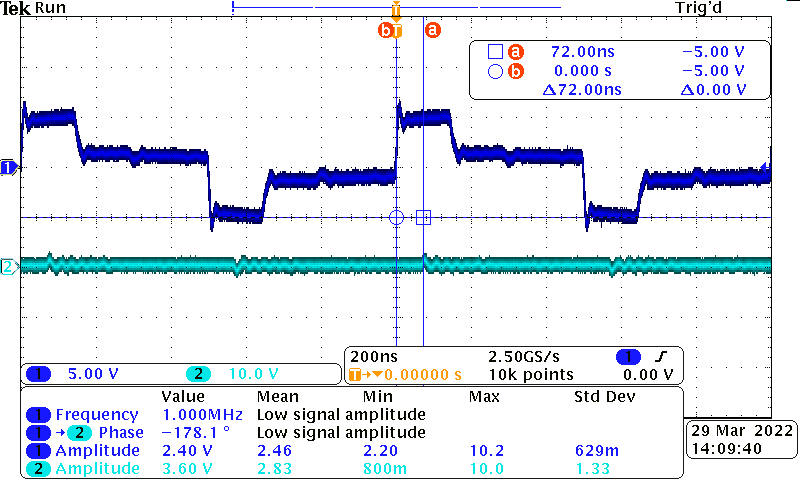 Tek Run T Trig'd
b T a
a 72.00ns −5.00 V
b 0.000 s −5.00 V
Δ72.00ns Δ0.00 V
1
2
1 5.00 V 2 10.0 V
200ns 2.50GS/s 1
T→▼0.00000 s 10k points 0.00 V
Value Mean Min Max Std Dev
1 Frequency 1.000MHz Low signal amplitude
1 →2 Phase −178.1° Low signal amplitude
1 Amplitude 2.40 V 2.46 2.20 10.2 629m
2 Amplitude 3.60 V 2.83 800m 10.0 1.33
29 Mar 2022
14:09:40